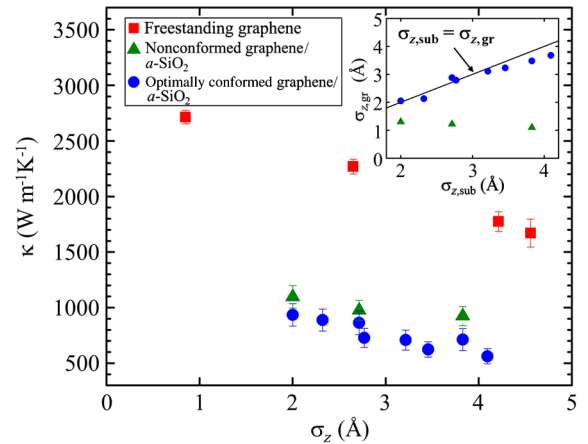 Freestanding graphene
Nonconformed graphene/
a-SiO₂
Optimally conformed graphene/
a-SiO₂
κ (W m⁻¹K⁻¹)
3500
3000
2500
2000
1500
1000
500
0
1
2
3
4
5
σz (Å)
σz,sub = σz,gr
σz,gr (Å)
5
4
3
2
1
0
2
3
4
σz,sub (Å)